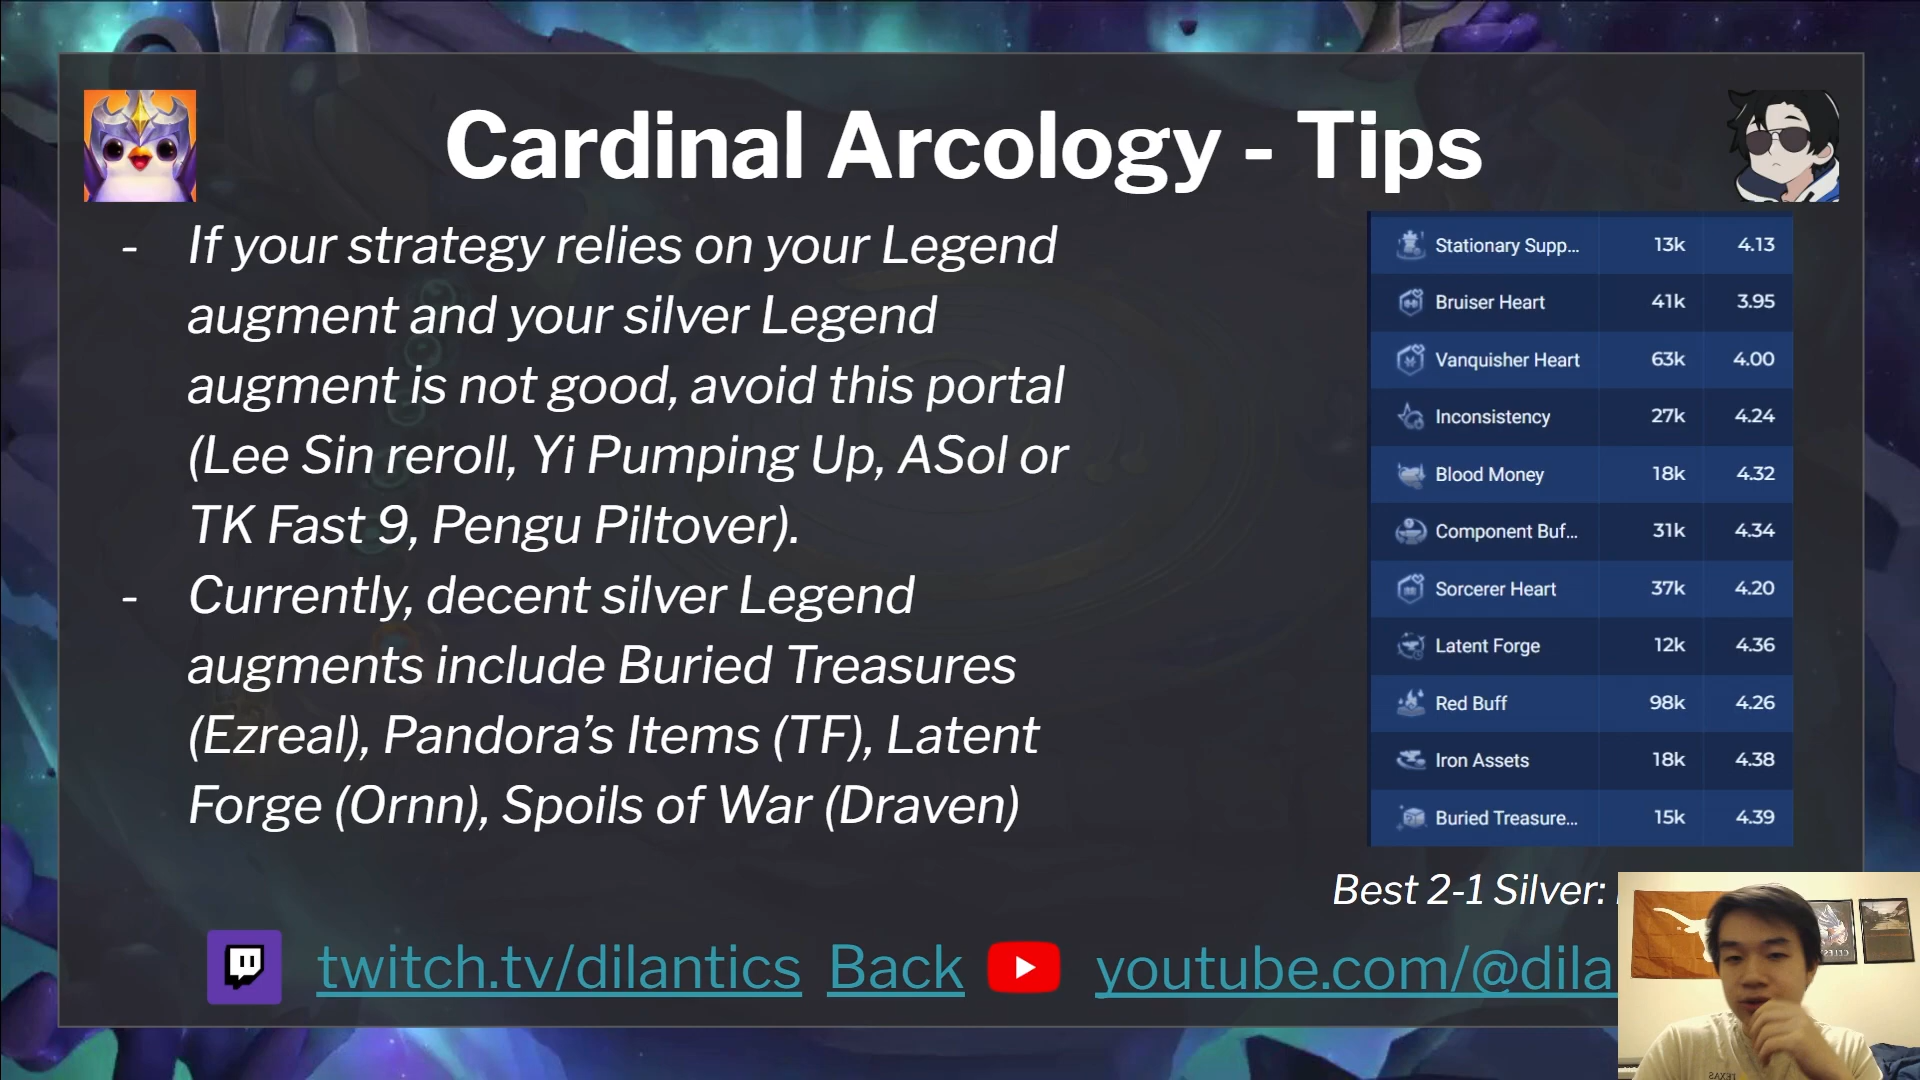 Cardinal Arcology - Tips
- If your strategy relies on your Legend
augment and your silver Legend
augment is not good, avoid this portal
(Lee Sin reroll, Yi Pumping Up, ASol or
TK Fast 9, Pengu Piltover).
- Currently, decent silver Legend
augments include Buried Treasures
(Ezreal), Pandora’s Items (TF), Latent
Forge (Ornn), Spoils of War (Draven)
Stationary Supp... 13k 4.13
Bruiser Heart 41k 3.95
Vanquisher Heart 63k 4.00
Inconsistency 27k 4.24
Blood Money 18k 4.32
Component Buf... 31k 4.34
Sorcerer Heart 37k 4.20
Latent Forge 12k 4.36
Red Buff 98k 4.26
Iron Assets 18k 4.38
Buried Treasure... 15k 4.39
Best 2-1 Silver:
twitch.tv/dilantics Back youtube.com/@dila
TEXAS